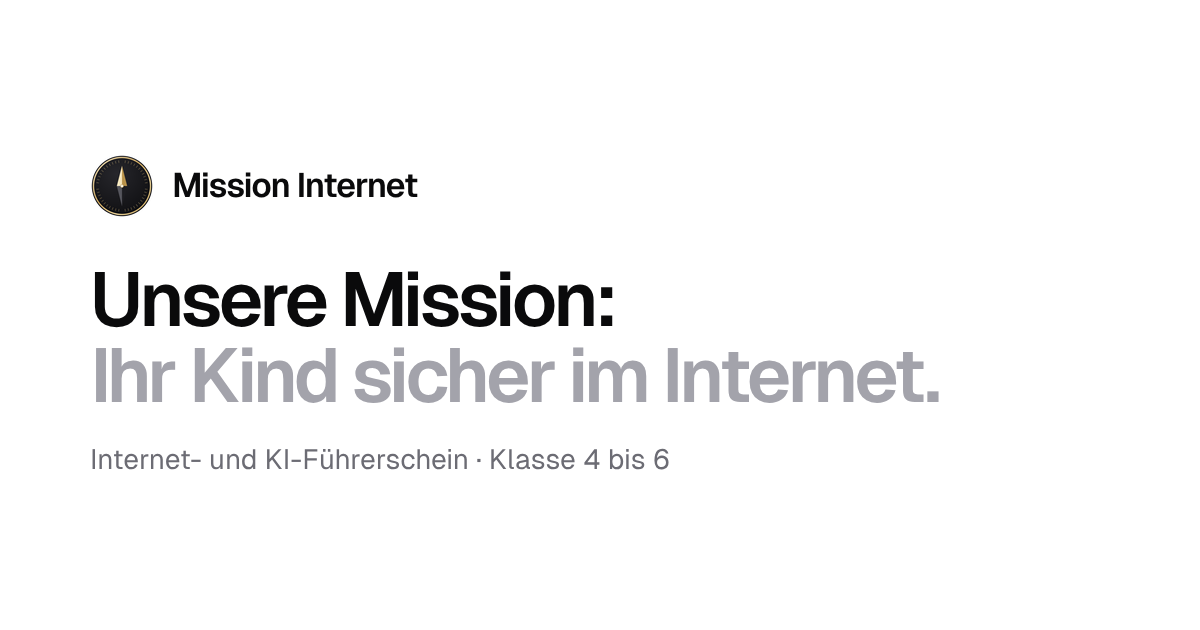 Mission Internet
Unsere Mission:
Ihr Kind sicher im Internet.
Internet- und KI-Führerschein · Klasse 4 bis 6